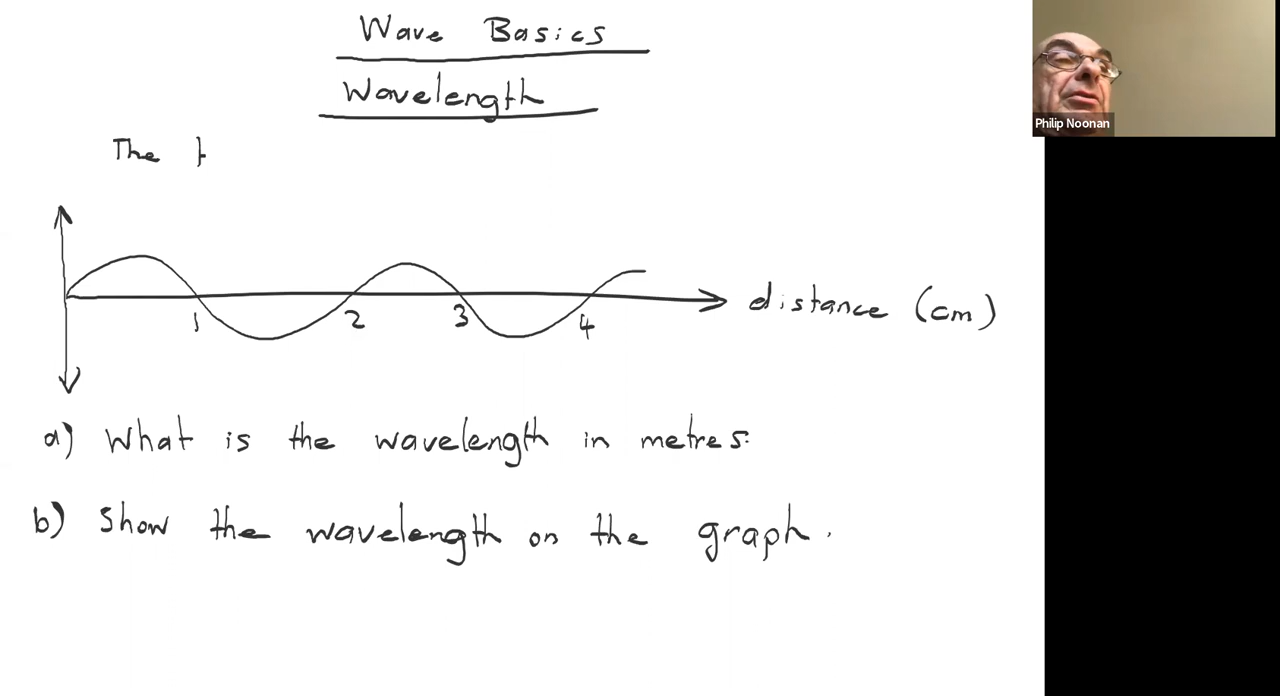 Wave Basics
Wavelength
Philip Noonan
The
1 2 3 4
distance (cm)
a) What is the wavelength in metres.
b) Show the wavelength on the graph.